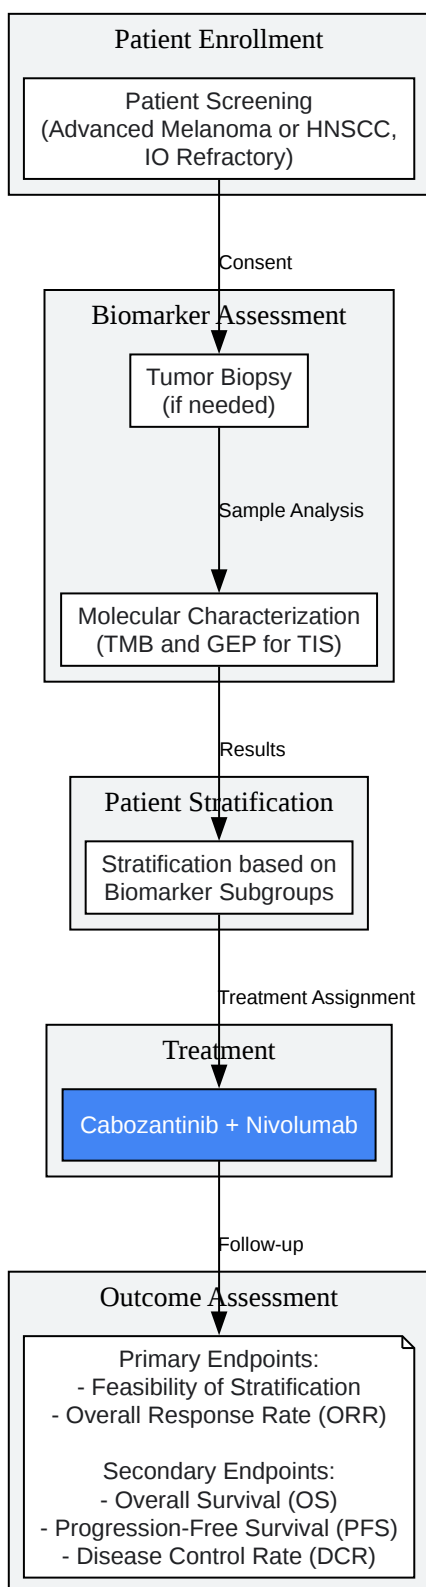 Patient Enrollment
Patient Screening
(Advanced Melanoma or HNSCC,
IO Refractory)
Consent
Biomarker Assessment
Tumor Biopsy
(if needed)
Sample Analysis
Molecular Characterization
(TMB and GEP for TIS)
Results
Patient Stratification
Stratification based on
Biomarker Subgroups
Treatment Assignment
Treatment
Cabozantinib + Nivolumab
Follow-up
Outcome Assessment
Primary Endpoints:
- Feasibility of Stratification
- Overall Response Rate (ORR)
Secondary Endpoints:
- Overall Survival (OS)
- Progression-Free Survival (PFS)
- Disease Control Rate (DCR)